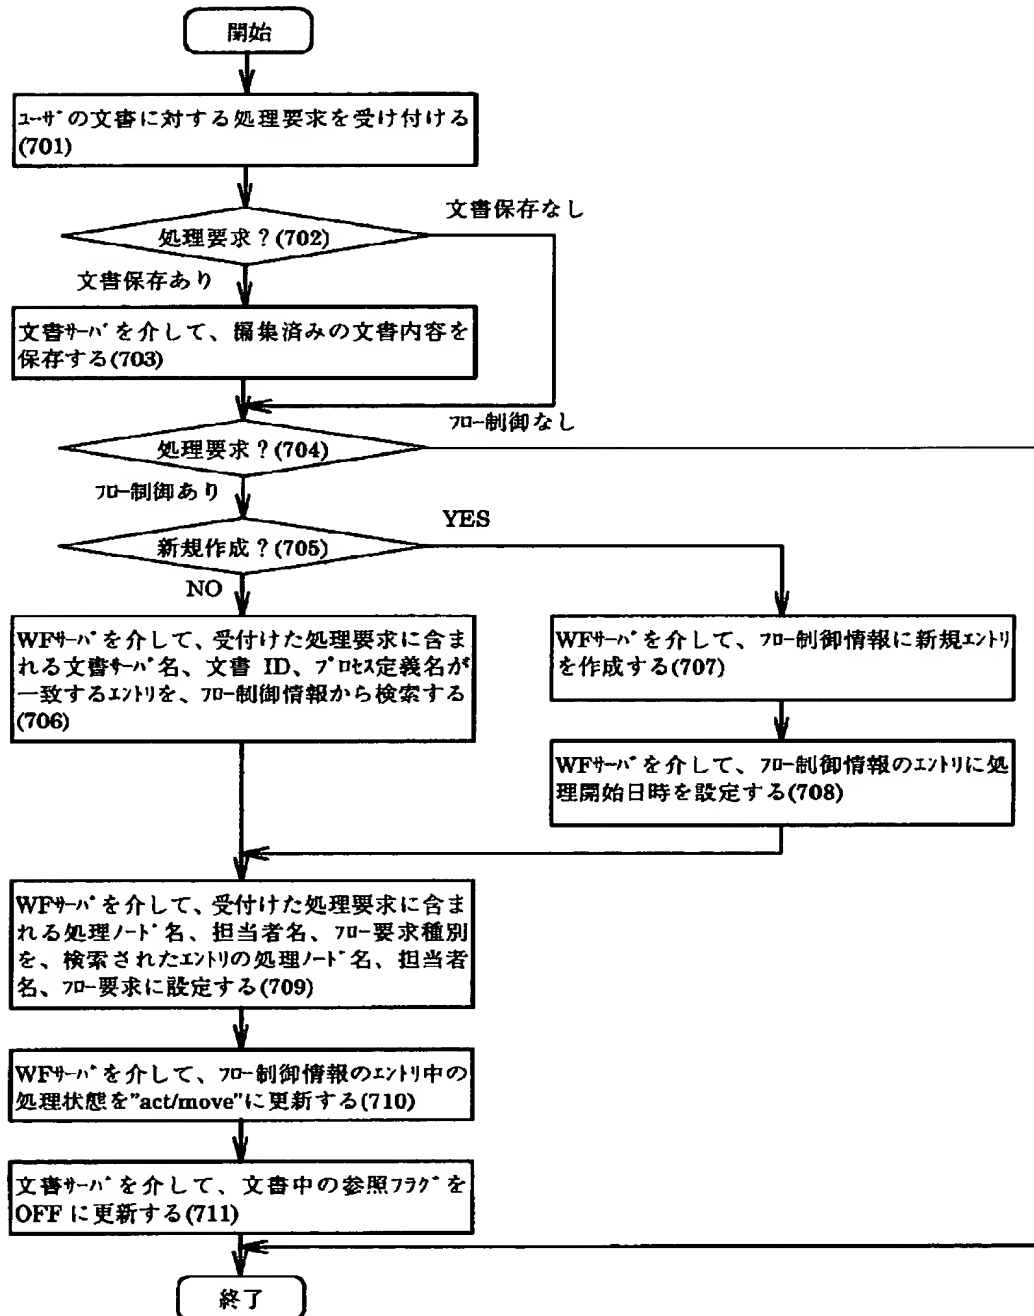 開始
ユーザの文書に対する処理要求を受け付ける
(701)
文書保存なし
処理要求？(702)
文書保存あり
文書サーバを介して、編集済みの文書内容を
保存する(703)
フロー制御なし
処理要求？(704)
フロー制御あり
YES
新規作成？(705)
NO
WFサーバを介して、受付けた処理要求に含ま
れる文書サーバ名、文書 ID、プロセス定義名が
一致するエントリを、フロー制御情報から検索する
(706)
WFサーバを介して、フロー制御情報に新規エントリ
を作成する(707)
WFサーバを介して、フロー制御情報のエントリに処
理開始日時を設定する(708)
WFサーバを介して、受付けた処理要求に含ま
れる処理ノード名、担当者名、フロー要求種別
を、検索されたエントリの処理ノード名、担当者
名、フロー要求に設定する(709)
WFサーバを介して、フロー制御情報のエントリ中の
処理状態を"act/move"に更新する(710)
文書サーバを介して、文書中の参照フラグを
OFF に更新する(711)
終了